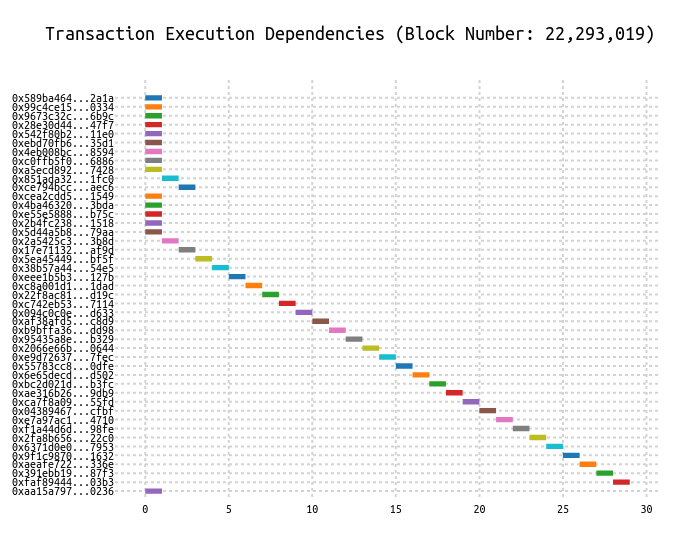 Transaction Execution Dependencies (Block Number: 22,293,019)
0x589ba464...2a1a
0x99c4ce15...0334
0x9673c32c...6b9c
0x28e30d44...47f7
0x542f80b2...11e0
0xebd70fb6...35d1
0x4eb008bc...8594
0xc0ffb5f0...6886
0xa5ecd892...7428
0x851ada32...1fc0
0xce794bcc...aec6
0xcea2cdd5...1549
0x4ba46320...3bda
0xe55e5888...b75c
0x2b4fc238...1518
0x5d44a5b8...79aa
0x2a5425c3...3b8d
0x17e71132...af9d
0x5ea45449...bf5f
0x38b57a44...54e5
0xeee1b5b3...127b
0xc8a001d1...1dad
0x22f8ac81...d19c
0xc742eb53...7114
0x094c0c0e...d633
0xaf38afd5...c8d9
0xb9bffa36...dd98
0x95435a8e...b329
0x2066e66b...0644
0xe9d72637...7fec
0x55783cc8...0dfe
0x6e65decd...d502
0xbc2d021d...b3fc
0xae316b26...9db9
0xca7f8a09...55fd
0x04389467...cfbf
0xe7a97ac1...4710
0xf1a44d6d...98fe
0x2fa8b656...22c0
0x6371d0e0...7953
0x9f1c9870...1632
0xaeafe722...336e
0x391ebb19...87f3
0xfaf89444...03b3
0xaa15a797...0236
0 5 10 15 20 25 30